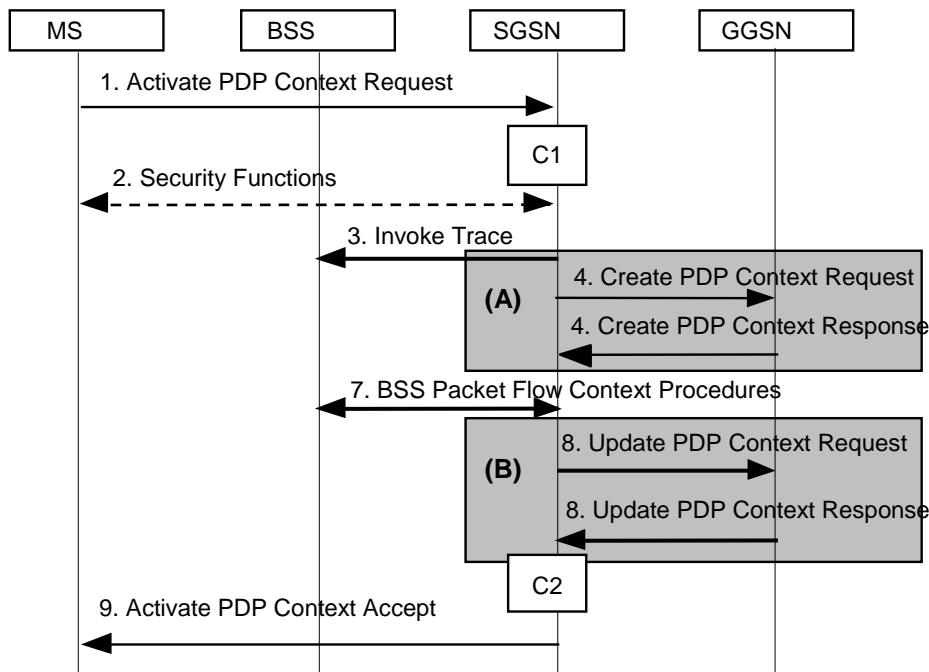 MS
BSS
SGSN
GGSN
1. Activate PDP Context Request
C1
2. Security Functions
3. Invoke Trace
(A)
4. Create PDP Context Request
4. Create PDP Context Response
7. BSS Packet Flow Context Procedures
(B)
8. Update PDP Context Request
8. Update PDP Context Response
C2
9. Activate PDP Context Accept